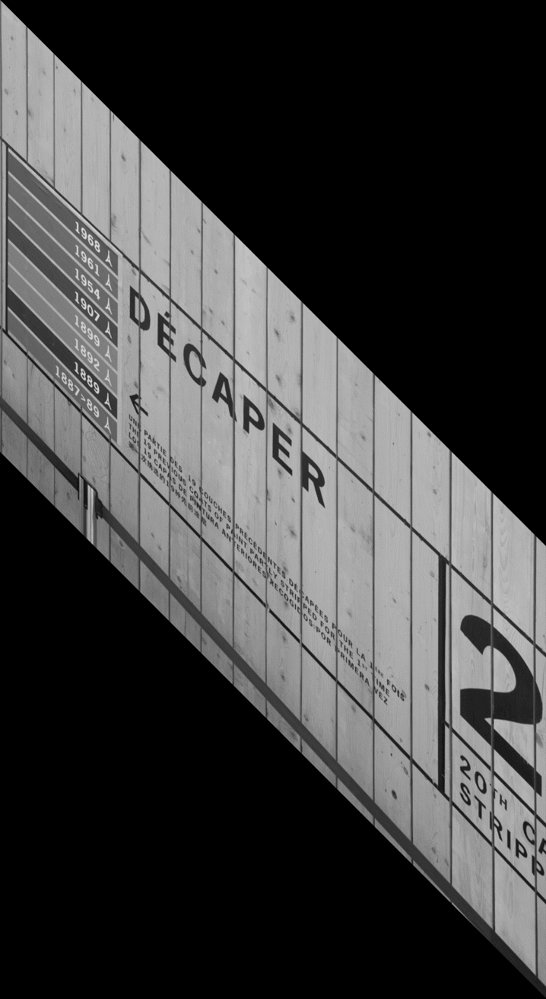 1968
1961
1954
1907
1899
1892
1889
1887>89
DÉCAPER
←
UNE PARTIE DES 19 COUCHES PRÉCÉDENTES DÉCAPÉES POUR LA 1ÈRE FOIS
THE 19 PREVIOUS COATS OF PAINT PARTLY STRIPPED FOR THE 1ST TIME
LOS 19 CAPAS DE PINTURA ANTERIORES RECOGIDOS POR PRIMERA VEZ
2
20TH CA
STRIPP